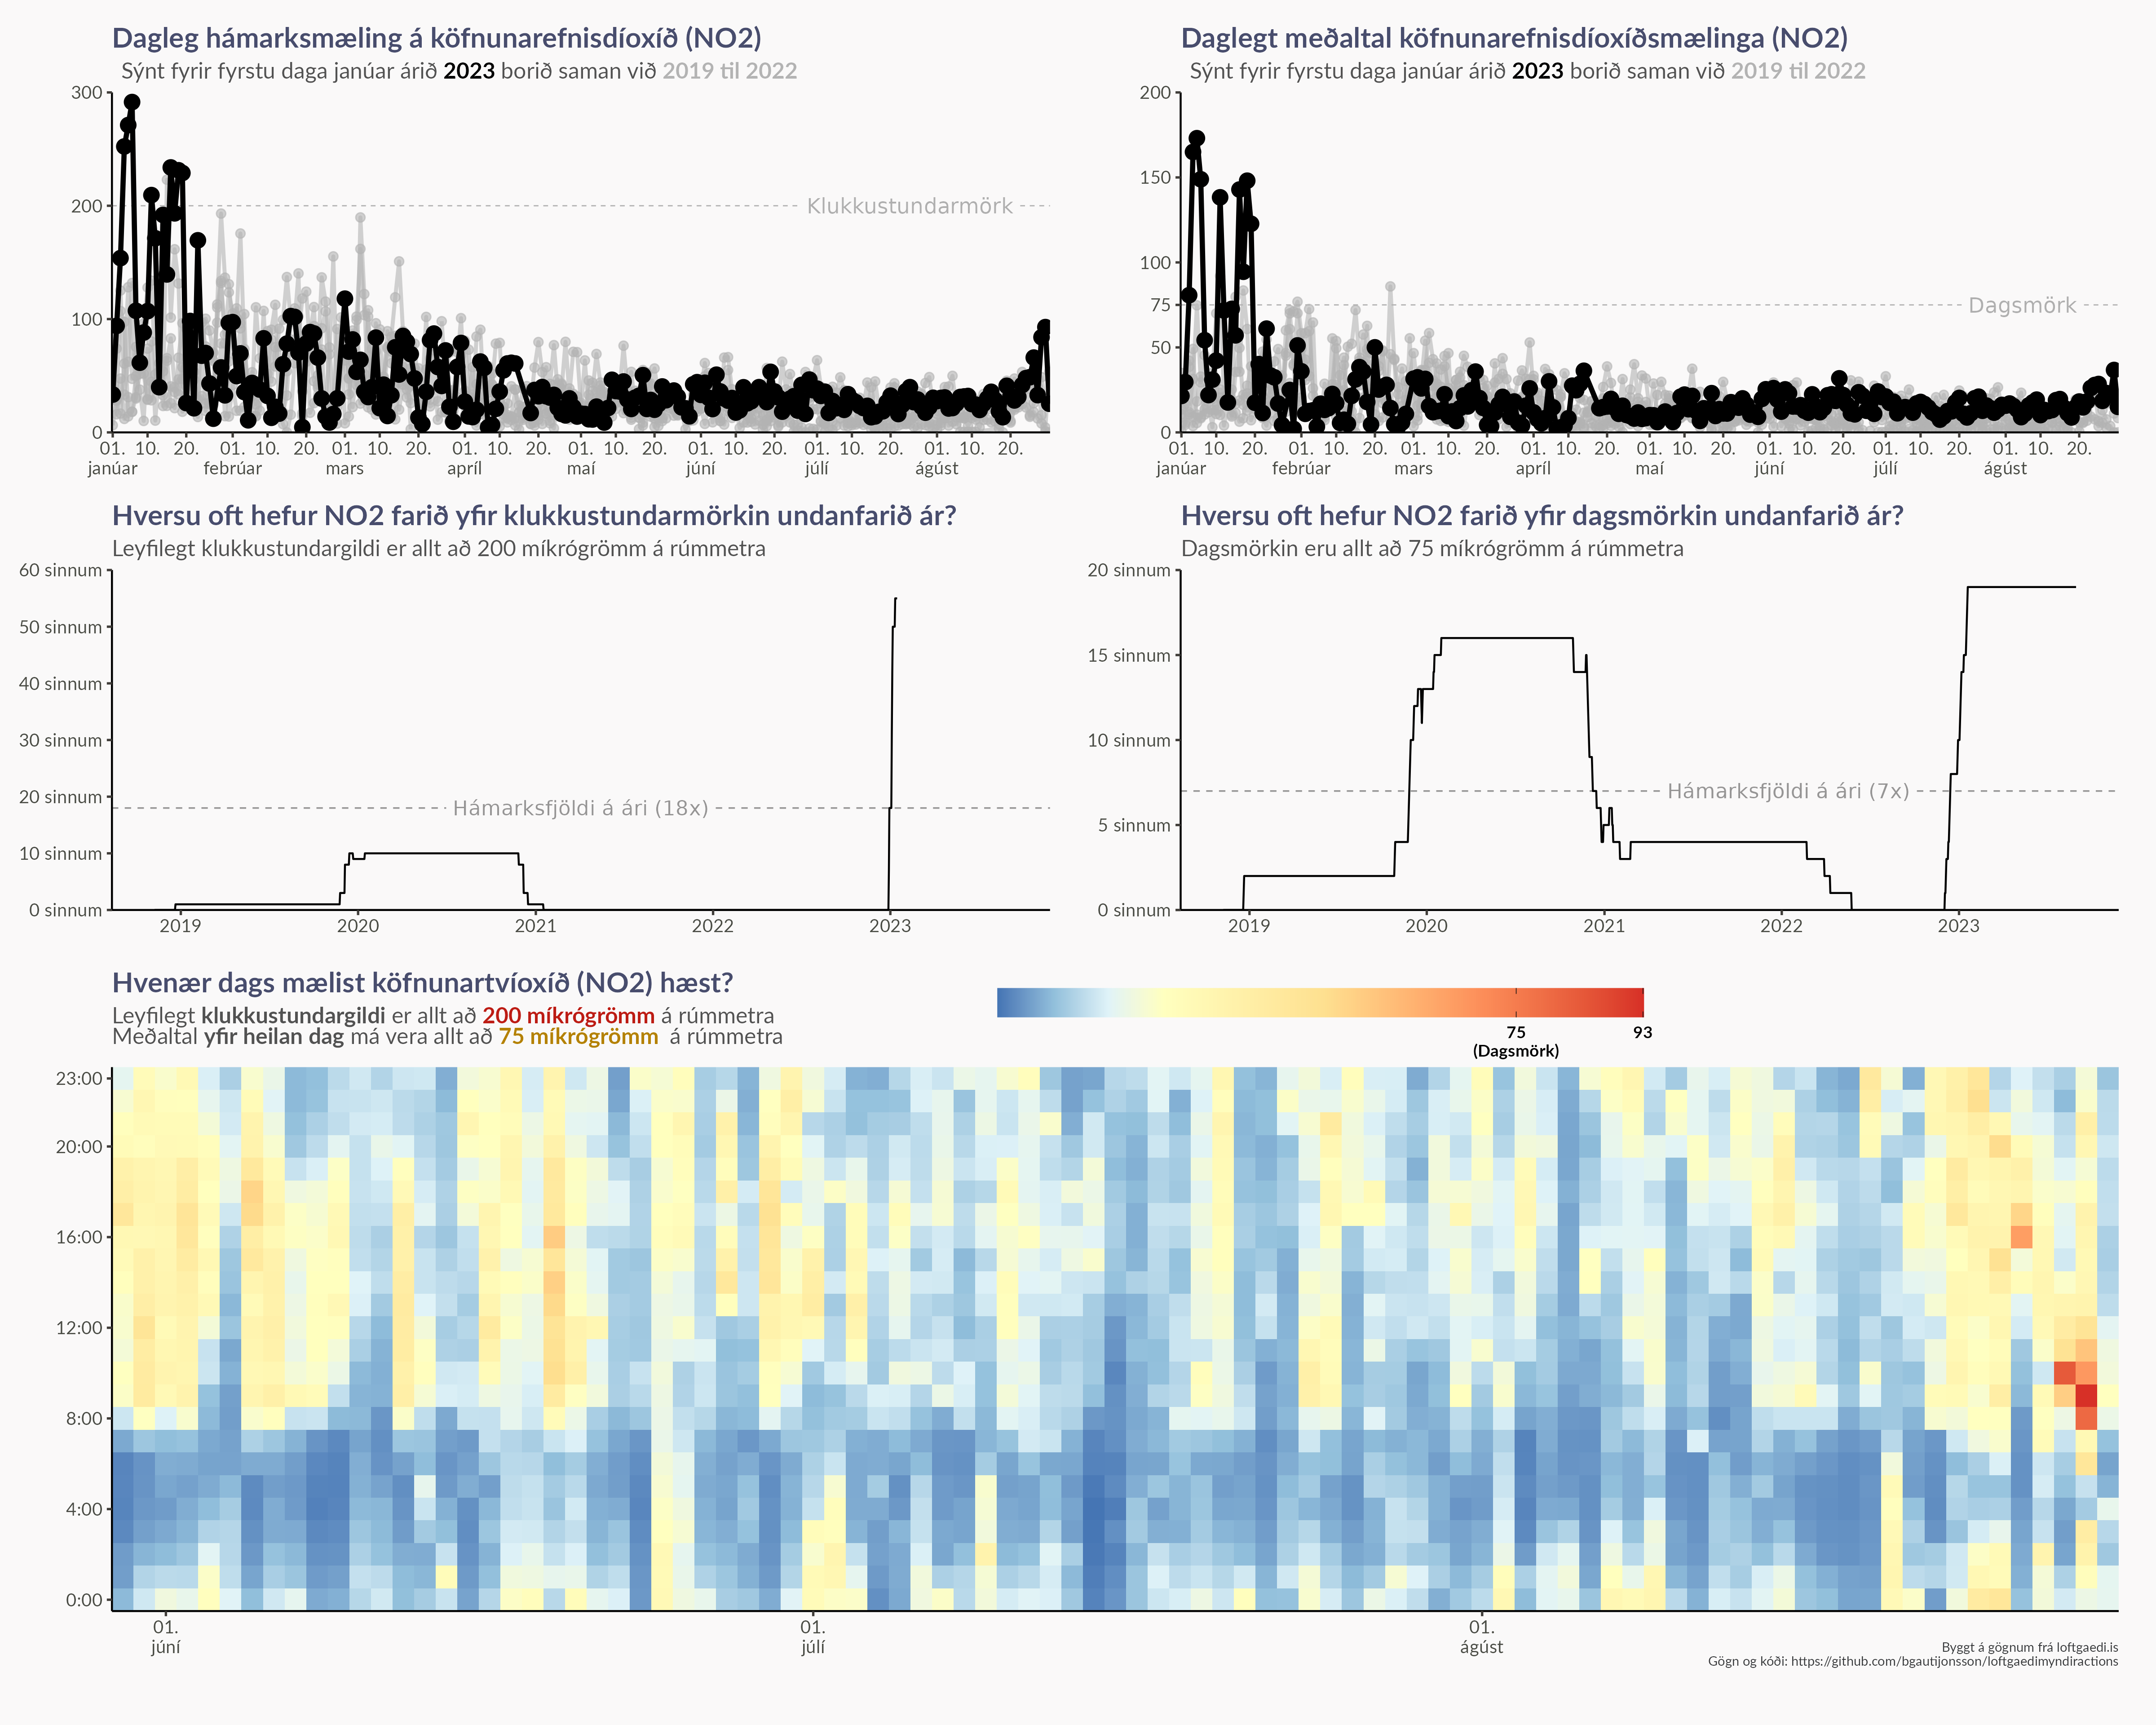 Dagleg hámarksmæling á köfnunarefnisdíoxíð (NO2)
Sýnt fyrir fyrstu daga janúar árið 2023 borið saman við 2019 til 2022
300
200
100
0
Klukkustundarmörk
01. 10. 20. 01. 10. 20. 01. 10. 20. 01. 10. 20. 01. 10. 20. 01. 10. 20. 01. 10. 20. 01. 10. 20.
janúar febrúar mars apríl maí júní júlí ágúst
Daglegt meðaltal köfnunarefnisdíoxíðsmælinga (NO2)
Sýnt fyrir fyrstu daga janúar árið 2023 borið saman við 2019 til 2022
200
150
100
75
50
0
Dagsmörk
01. 10. 20. 01. 10. 20. 01. 10. 20. 01. 10. 20. 01. 10. 20. 01. 10. 20. 01. 10. 20. 01. 10. 20.
janúar febrúar mars apríl maí júní júlí ágúst
Hversu oft hefur NO2 farið yfir klukkustundarmörkin undanfarið ár?
Leyfilegt klukkustundargildi er allt að 200 míkrógrömm á rúmmetra
60 sinnum
50 sinnum
40 sinnum
30 sinnum
20 sinnum
10 sinnum
0 sinnum
Hámarksfjöldi á ári (18x)
2019 2020 2021 2022 2023
Hversu oft hefur NO2 farið yfir dagsmörkin undanfarið ár?
Dagsmörkin eru allt að 75 míkrógrömm á rúmmetra
20 sinnum
15 sinnum
10 sinnum
5 sinnum
0 sinnum
Hámarksfjöldi á ári (7x)
2019 2020 2021 2022 2023
Hvenær dags mælist köfnunartvíoxíð (NO2) hæst?
Leyfilegt klukkustundargildi er allt að 200 míkrógrömm á rúmmetra
Meðaltal yfir heilan dag má vera allt að 75 míkrógrömm á rúmmetra
75 93
(Dagsmörk)
23:00
20:00
16:00
12:00
8:00
4:00
0:00
01. 01. 01.
júní júlí ágúst
Byggt á gögnum frá loftgaedi.is
Gögn og kóði: https://github.com/bgautijonsson/loftgaedimyndiractions